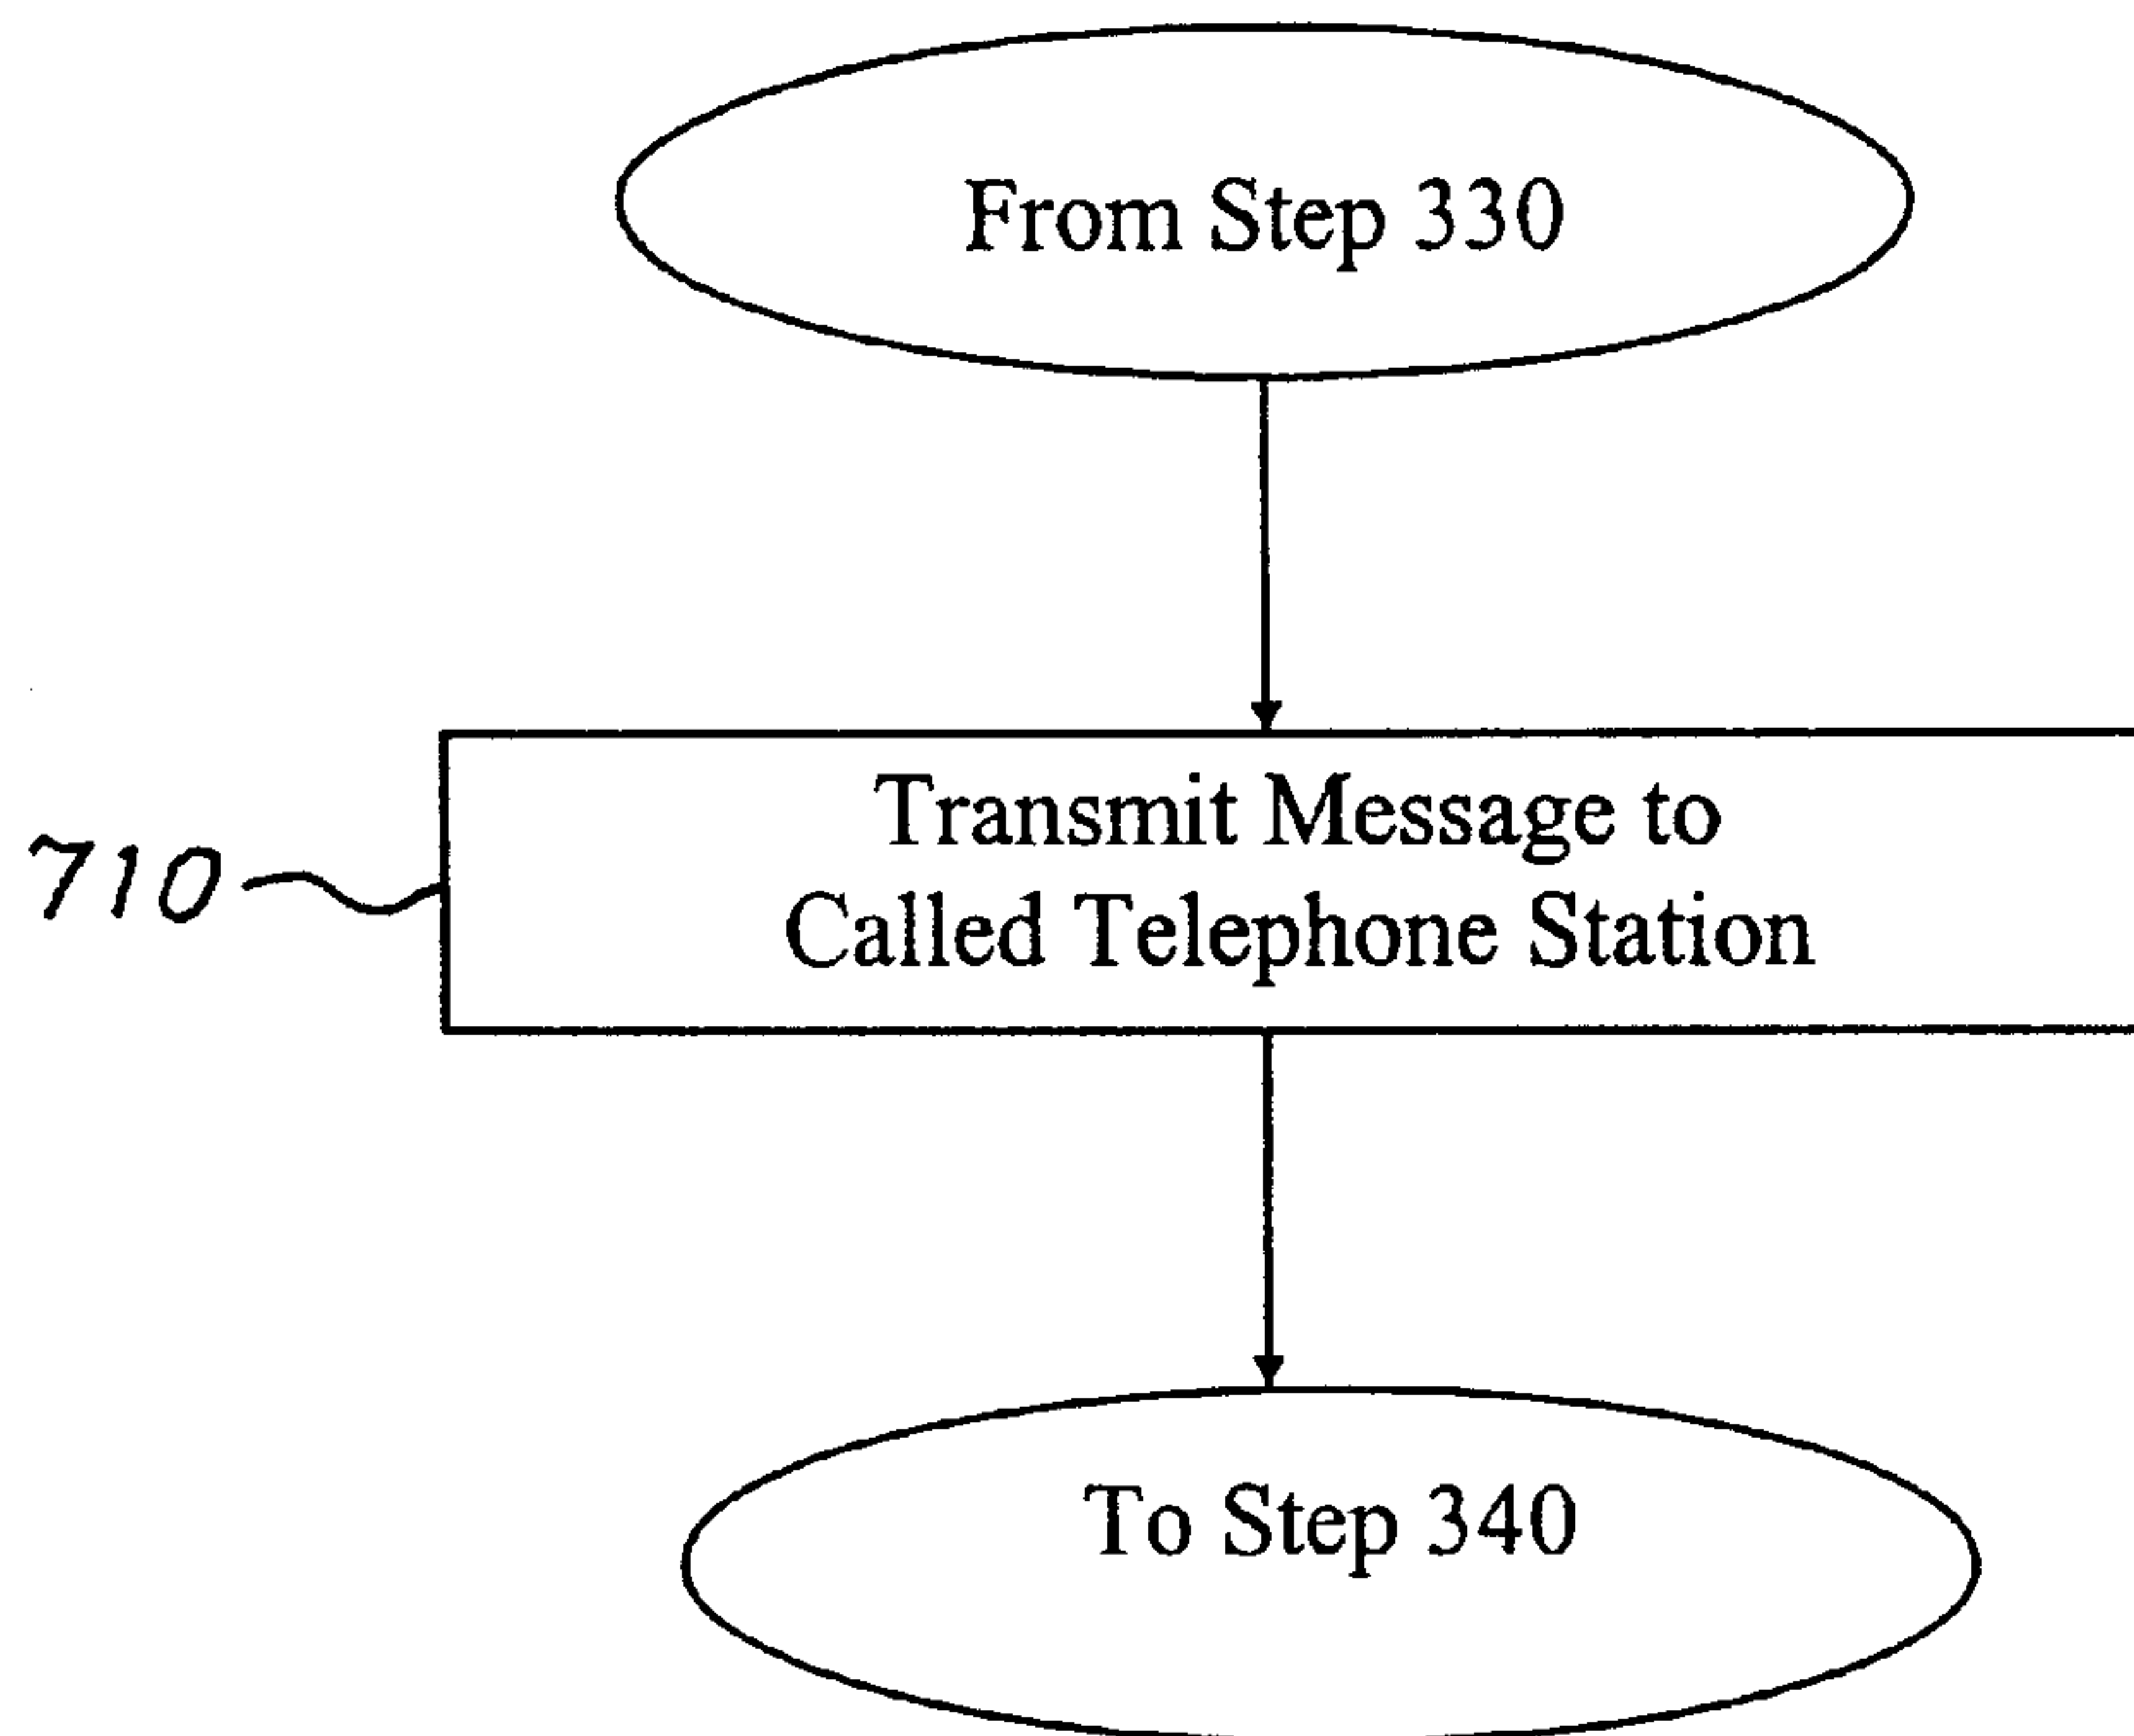 From Step 330
Transmit Message to
Called Telephone Station
710
To Step 340